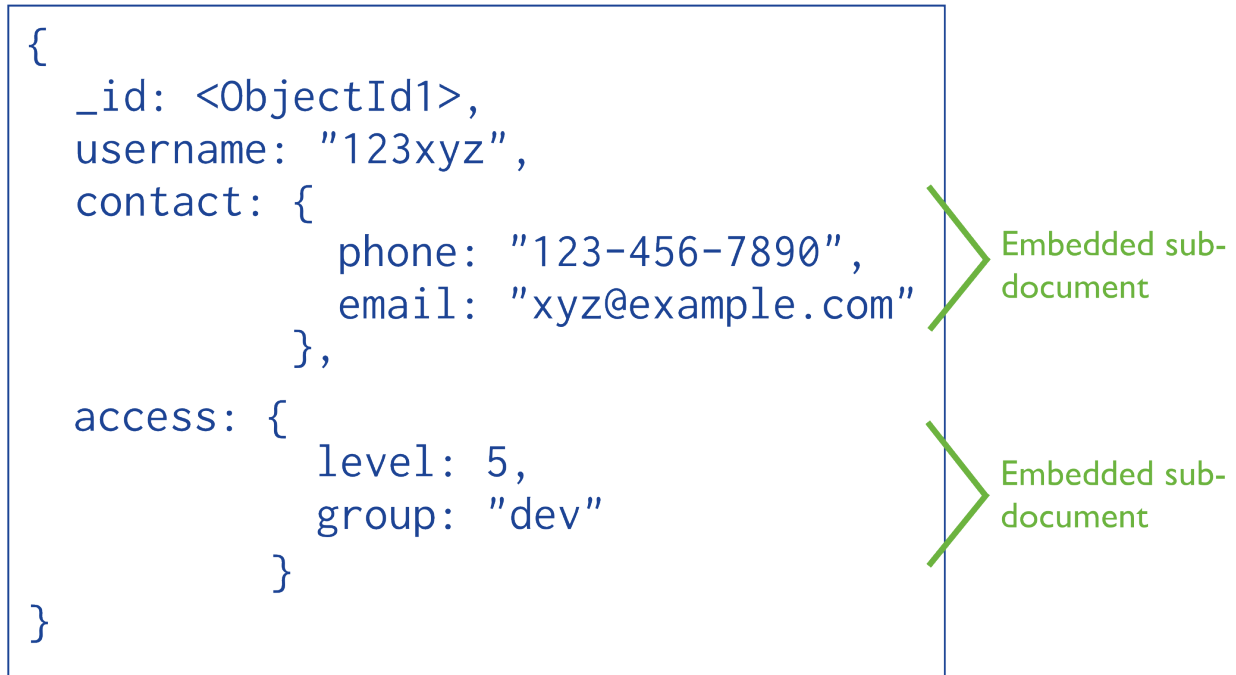 {
_id: <ObjectId1>,
username: "123xyz",
contact: {
phone: "123-456-7890",
email: "xyz@example.com"
},
access: {
level: 5,
group: "dev"
}
}
Embedded sub-
document
Embedded sub-
document